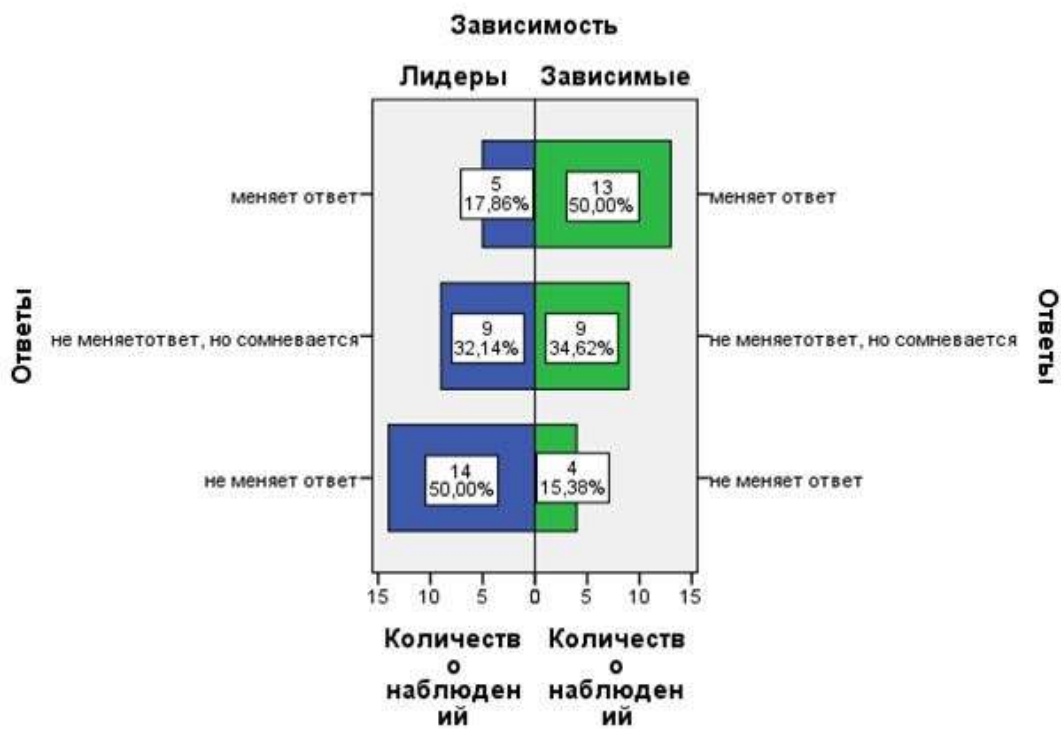 Зависимость
Лидеры
Зависимые
Ответы
меняет ответ
5
17,86%
13
50,00%
меняет ответ
не меняетответ, но сомневается
9
32,14%
9
34,62%
не меняетответ, но сомневается
не меняет ответ
14
50,00%
4
15,38%
не меняет ответ
Ответы
15 10 5 0 5 10 15
Количеств
о
наблюден
ий
Количеств
о
наблюден
ий